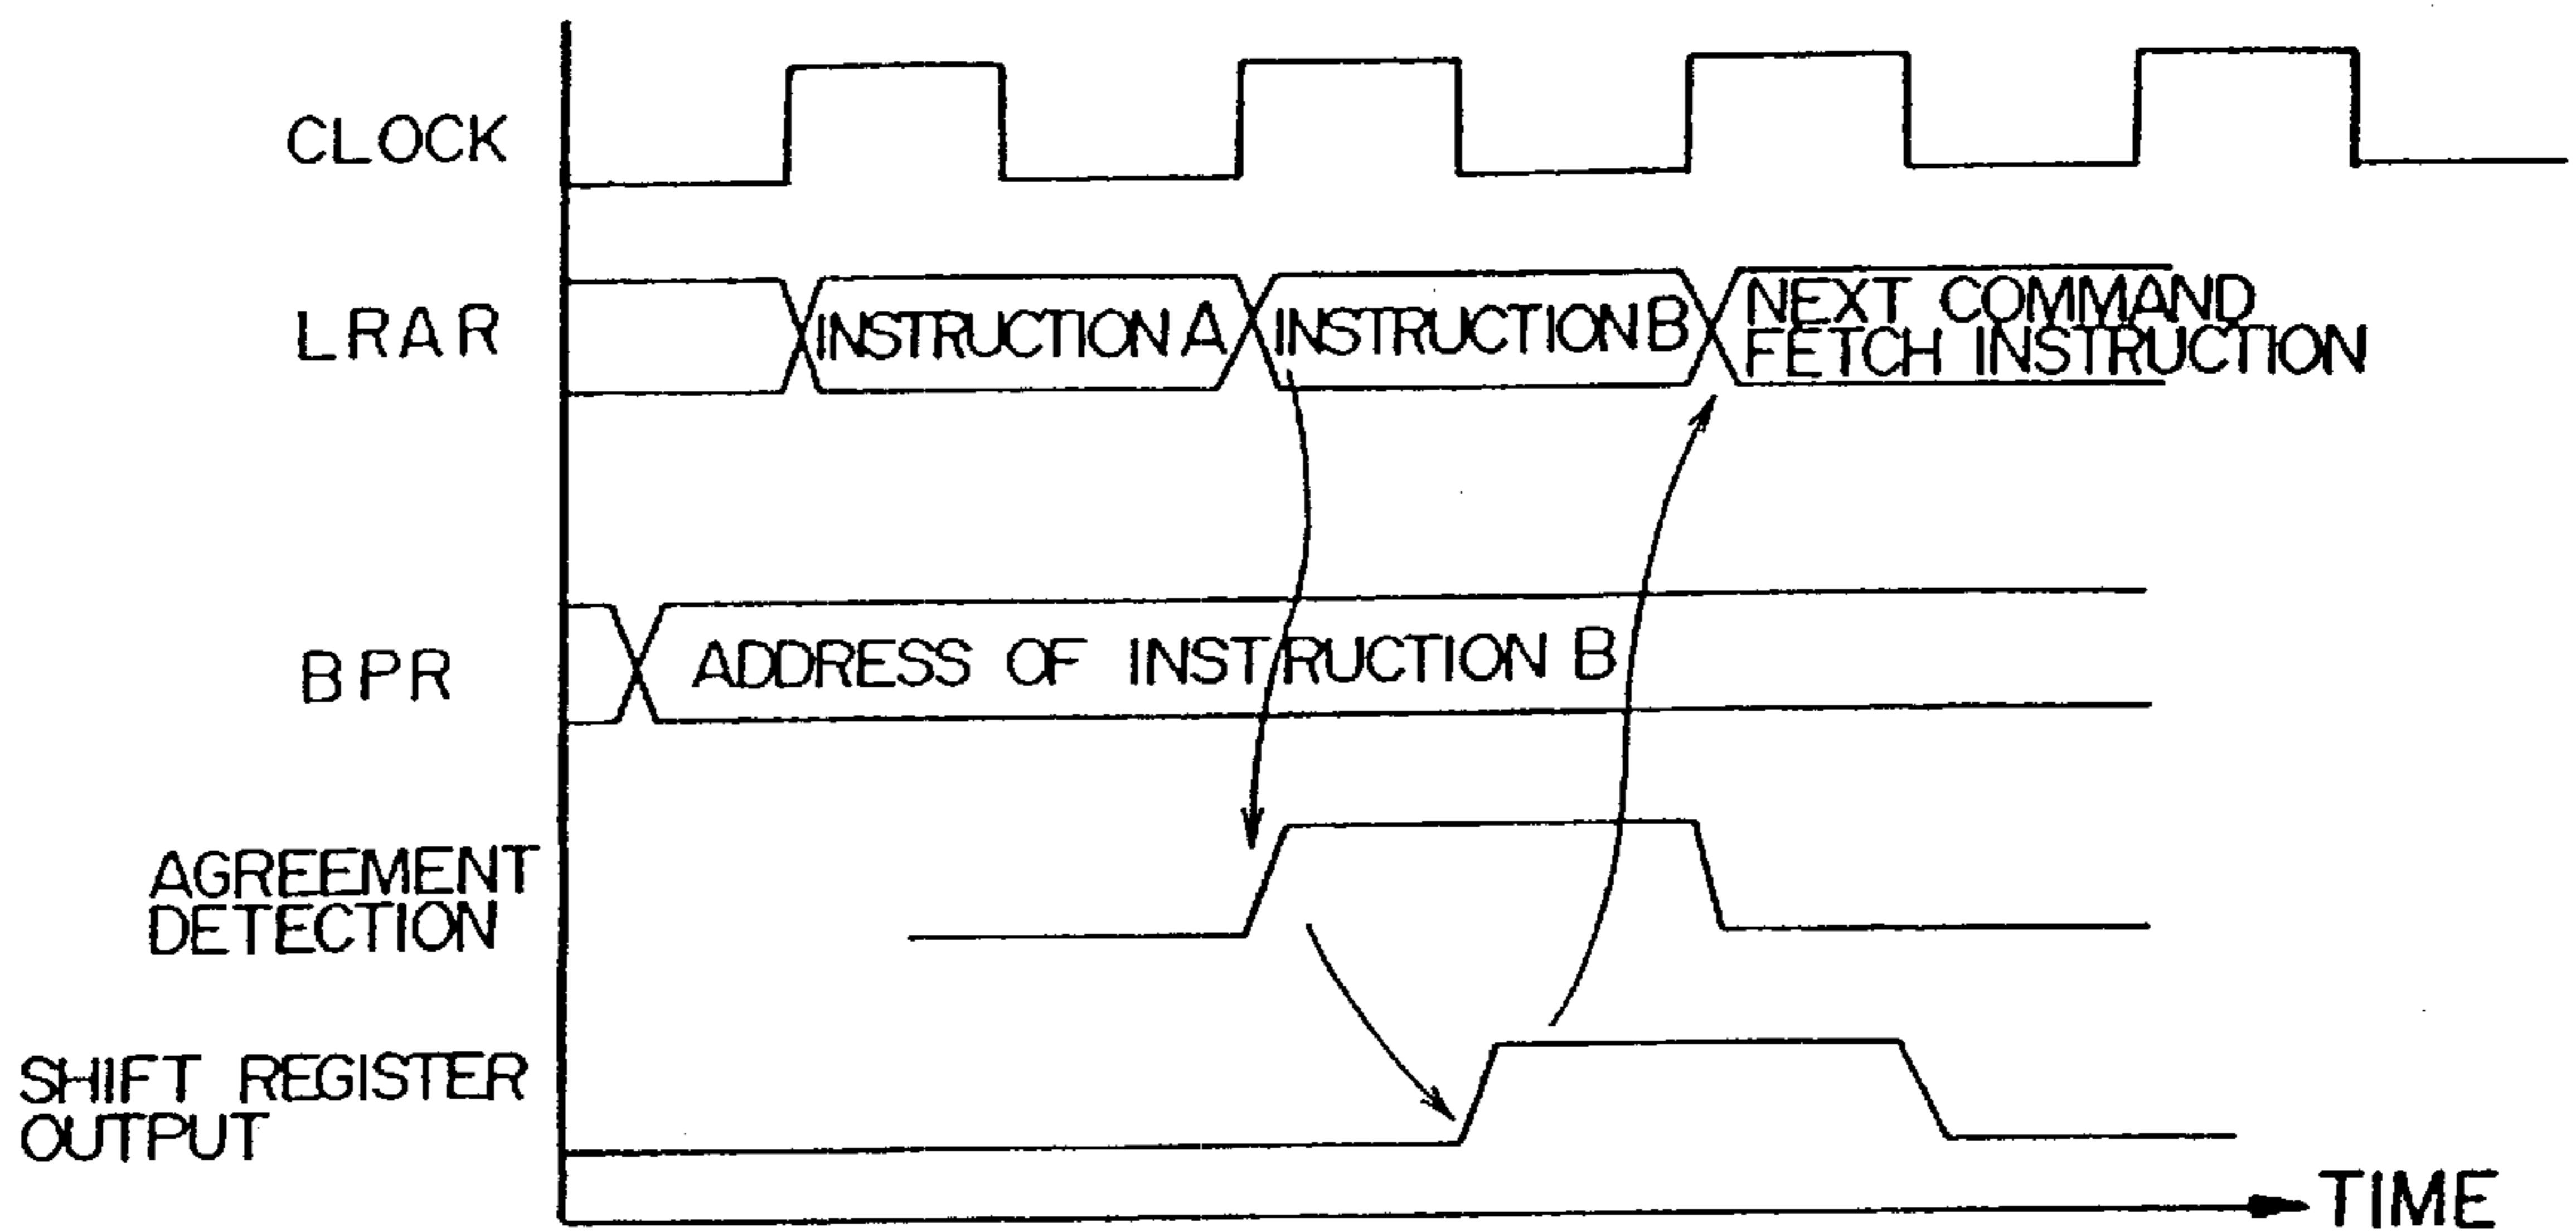 CLOCK
LRAR
INSTRUCTION A
INSTRUCTION B
NEXT COMMAND
FETCH INSTRUCTION
BPR
ADDRESS OF INSTRUCTION B
AGREEMENT
DETECTION
SHIFT REGISTER
OUTPUT
TIME